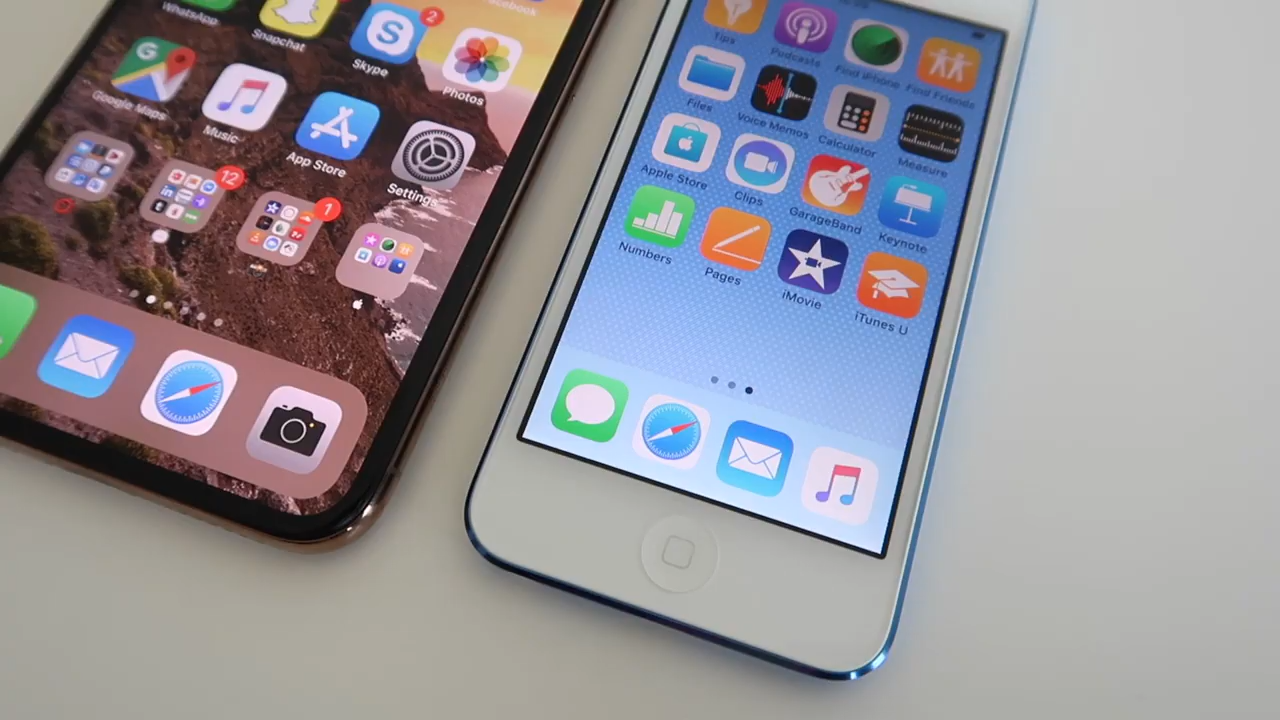 WhatsApp
Snapchat
Skype
2
Facebook
Photos
Google Maps
Music
App Store
Settings
12
1
Tips
Podcasts
Find iPhone
Find Friends
Files
Voice Memos
Calculator
Measure
Apple Store
Clips
GarageBand
Keynote
Numbers
Pages
iMovie
iTunes U